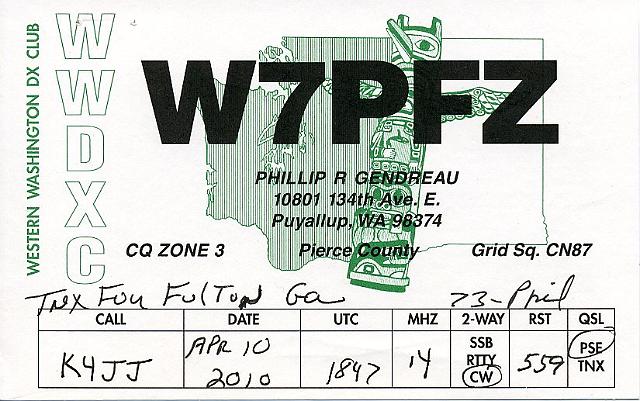 WESTERN WASHINGTON DX CLUB
WWDXC
W7PFZ
PHILLIP R GENDREAU
10801 134th Ave. E.
Puyallup, WA 98374
CQ ZONE 3 Pierce County Grid Sq. CN87
TNX FOR FULTON Ga 73-Phil
CALL DATE UTC MHZ 2-WAY RST QSL
K4JJ APR 10 2010 1847 14 SSB RTTY CW 559 PSE TNX